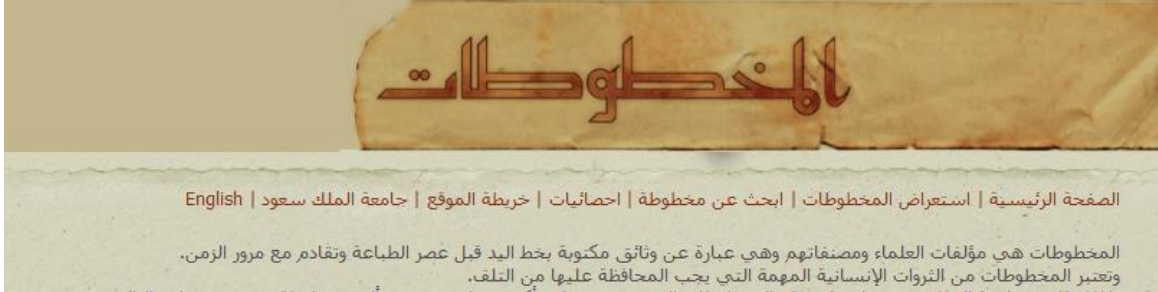 المخطوطات
الصفحة الرئيسية | استعراض المخطوطات | ابحث عن مخطوطة | احصائيات | خريطة الموقع | جامعة الملك سعود | English
المخطوطات هي مؤلفات العلماء ومصنفاتهم وهي عبارة عن وثائق مكتوبة بخط اليد قبل عصر الطباعة وتقادم مع مرور الزمن.
وتعتبر المخطوطات من الثروات الإنسانية المهمة التي يجب المحافظة عليها من التلف.